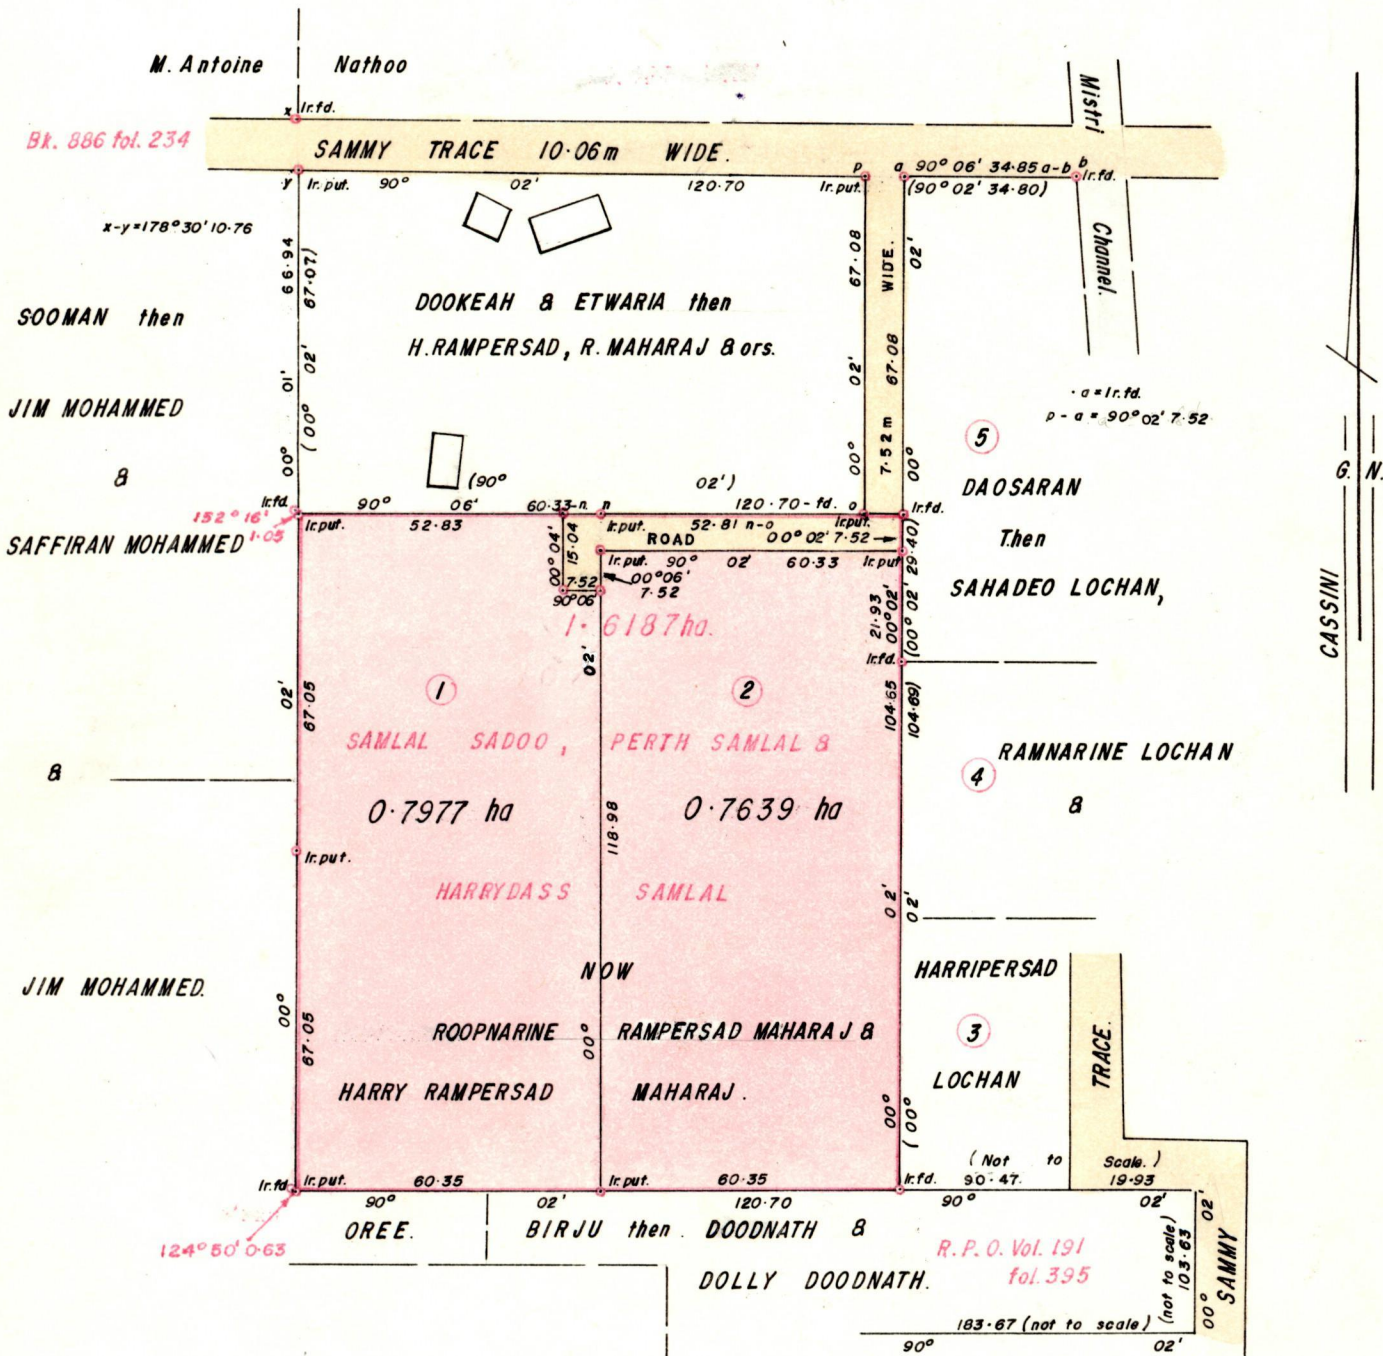 M. Antoine Nathoo
x Ir.fd.
Bk. 886 fol. 234
SAMMY TRACE 10·06m WIDE.
Mistri
Channel.
p a 90° 06' 34·85 a-b b
y Ir. put. 90° 02' 120·70 Ir.put. (90° 02' 34·80) Ir.fd.
x-y=178°30'10·76
00° 01' 66·94
(00° 02' 67·07)
00° 02' 67·08
7·52m WIDE.
00° 67·08 02'
SOOMAN then
JIM MOHAMMED
&
SAFFIRAN MOHAMMED
DOOKEAH & ETWARIA then
H.RAMPERSAD, R. MAHARAJ & ors.
· a = Ir.fd.
p - a = 90° 02' 7·52
5
DAOSARAN
Then
SAHADEO LOCHAN,
G. N.
CASSINI
(90° 02')
Ir.fd. 90° 06' 60·33-n. n 120·70-fd. o Ir.fd.
152° 16'
1·05
Ir.put. 52·83 Ir.put. 52·81 n-o Ir.put.
ROAD 00° 02' 7·52
00° 04' 15·04
Ir.put. 90° 02' 60·33 Ir.put
7·52 00°06'
90°06 7·52
(00° 02' 29·40)
00° 02' 21·93
Ir.fd.
1·6187ha.
1 2
SAMLAL SADOO, PERTH SAMLAL &
0·7977 ha 0·7639 ha
HARRYDASS SAMLAL
NOW
ROOPNARINE RAMPERSAD MAHARAJ &
HARRY RAMPERSAD MAHARAJ.
02'
67·05
Ir.put.
00°
67·05
02'
118·98
00°
104·65
104·69)
02'
02'
00°
(00°
&
JIM MOHAMMED.
RAMNARINE LOCHAN
4
&
HARRIPERSAD
3
LOCHAN
TRACE.
(Not to Scale.)
Ir.fd Ir.put. 60·35 Ir.put. 60·35 Ir.fd. 90·47. 19·93
90° 02' 120·70 90° 02'
124° 50' 0·63
OREE. BIRJU then. DOODNATH &
DOLLY DOODNATH.
R.P.O. Vol. 191
fol. 395
(not to scale)
103·63
00° 02'
SAMMY
183·67 (not to scale)
90° 02'